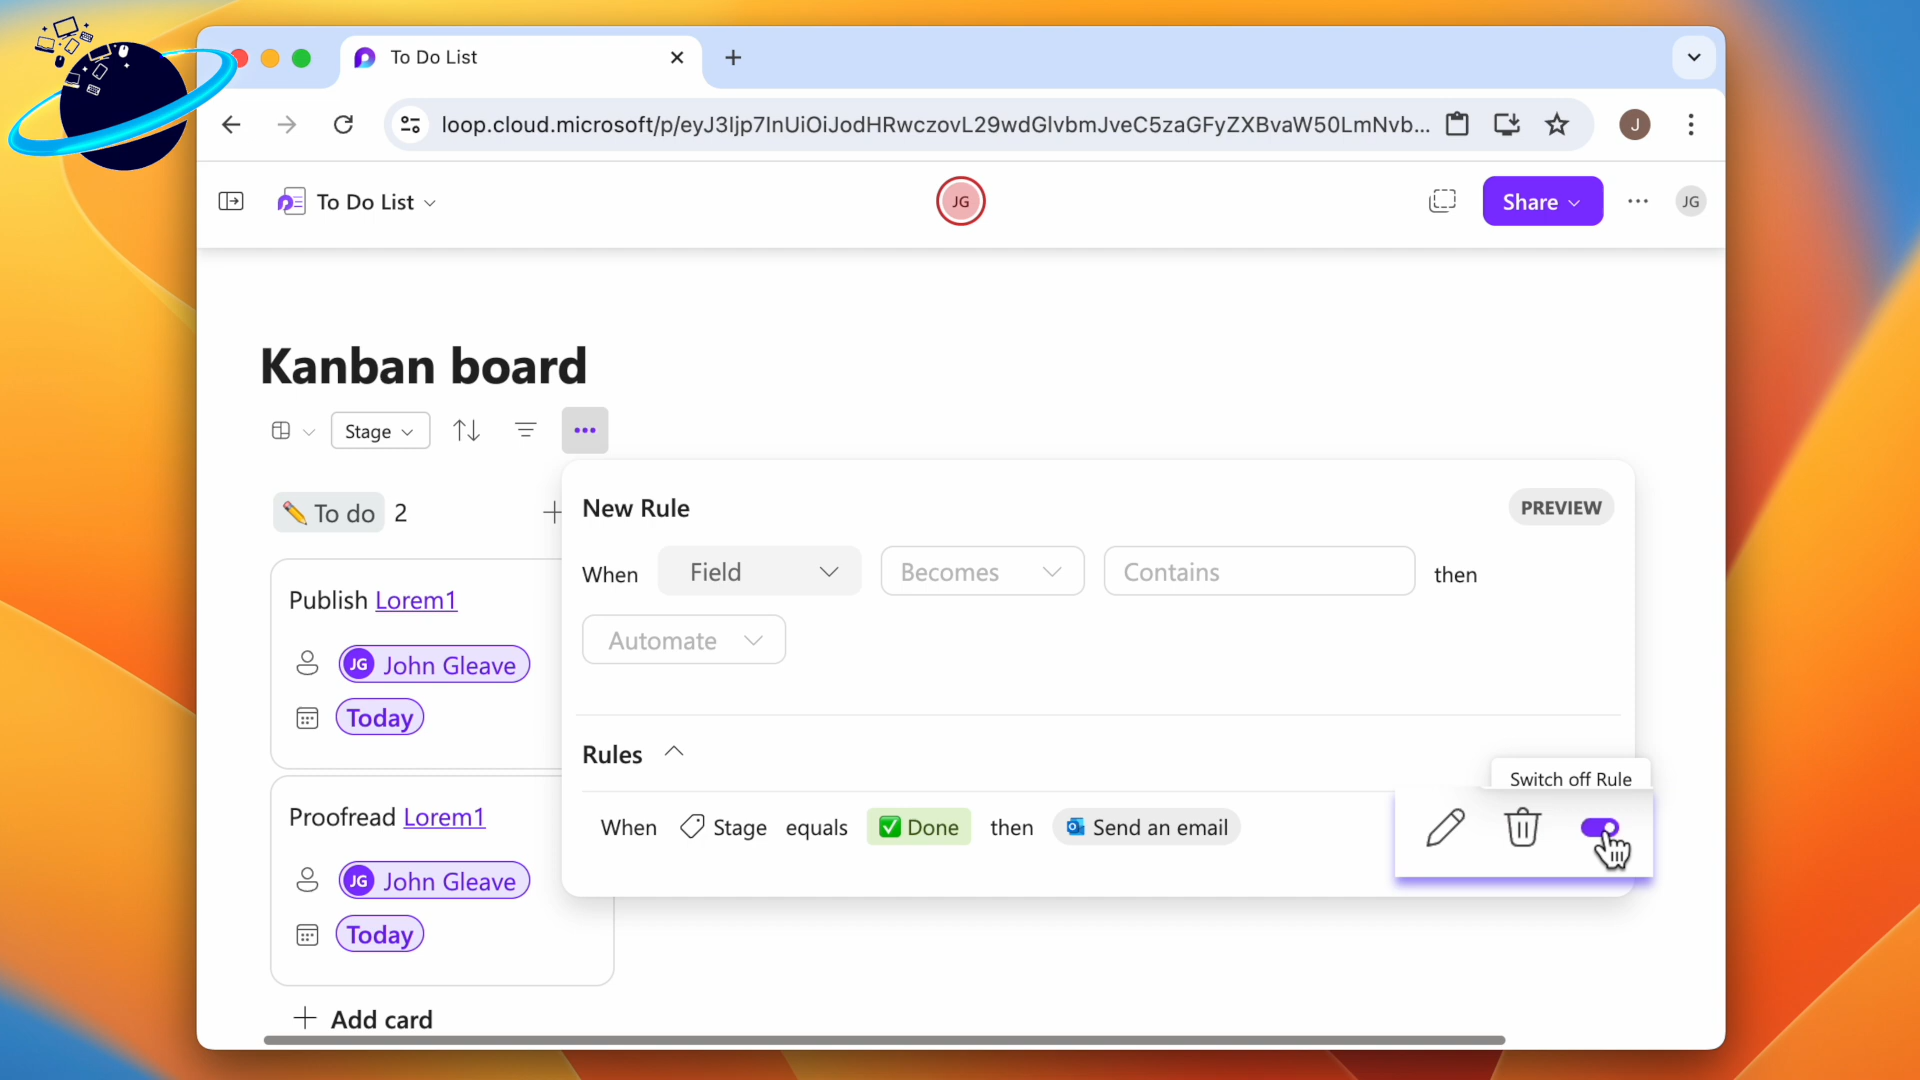 To Do List
loop.cloud.microsoft/p/eyJ3Ijp7InUiOiJodHRwczovL29wdGlvbmJveC5zaGFyZXBvaW50LmNvb...
J
To Do List
JG
Share
JG
Kanban board
Stage
✏️ To do 2
Publish Lorem1
JG John Gleave
Today
Proofread Lorem1
JG John Gleave
Today
Add card
New Rule
PREVIEW
When Field Becomes Contains then
Automate
Rules
Switch off Rule
When Stage equals ✅ Done then Send an email